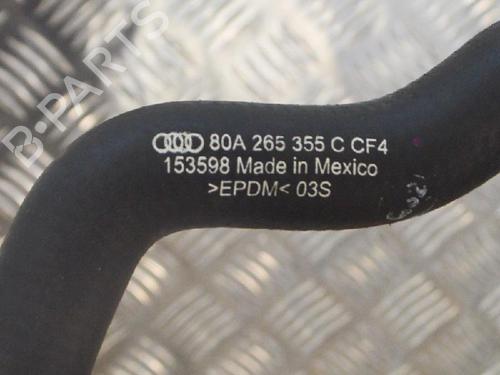 80A 265 355 C CF4
153598 Made in Mexico
>EPDM< 03S
B-PARTS